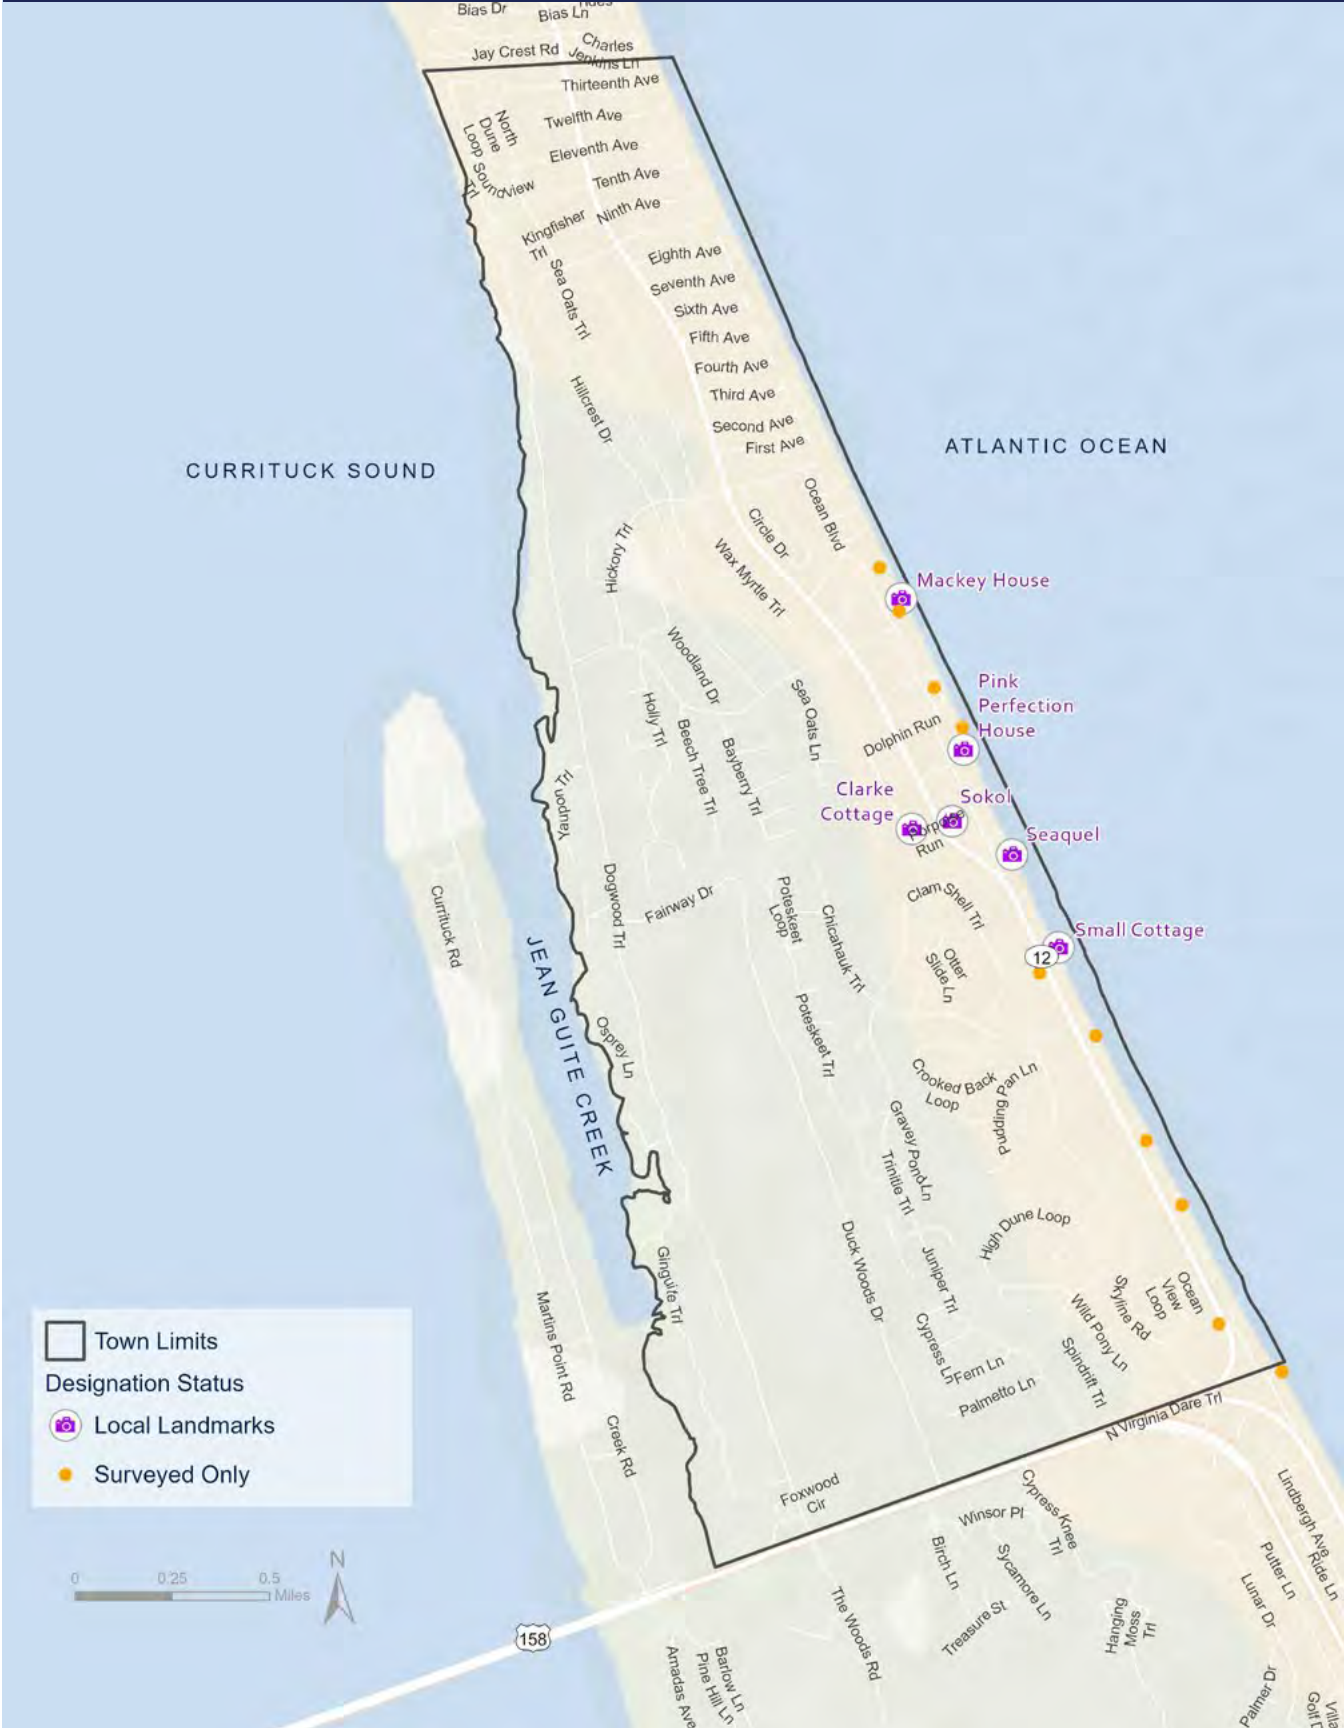 Bias Dr
Bias Ln
Jay Crest Rd
Charles
Jenkins Ln
Thirteenth Ave
Twelfth Ave
North
Dune
Loop
Trl
Soundview
Eleventh Ave
Tenth Ave
Ninth Ave
Kingfisher
Trl
Eighth Ave
Sea Oats Trl
Seventh Ave
Sixth Ave
Fifth Ave
Fourth Ave
Third Ave
Hillcrest Dr
Second Ave
First Ave
CURRITUCK SOUND
ATLANTIC OCEAN
Ocean Blvd
Circle Dr
Hickory Trl
Wax Myrtle Trl
Mackey House
Woodland Dr
Pink
Perfection
House
Sea Oats Ln
Holly Trl
Beech Tree Trl
Bayberry Trl
Dolphin Run
Yaupon Trl
Clarke
Cottage
Sokol
Porpoise
Run
Seaquel
Dogwood Trl
Fairway Dr
Poteskeet
Loop
Clam Shell Trl
Currituck Rd
Chicahauk Trl
Small Cottage
12
Otter
Slide Ln
JEAN GUITE CREEK
Poteskeet Trl
Osprey Ln
Crooked Back
Loop
Pudding Pan Ln
Gravey Pond Ln
Trinitie Trl
High Dune Loop
Duck Woods Dr
Juniper Trl
Ginguite Trl
Ocean
View
Loop
Skyline Rd
Wild Pony Ln
Martins Point Rd
Cypress Ln
Spindrift Trl
Fern Ln
Palmetto Ln
N Virginia Dare Trl
Town Limits
Designation Status
Local Landmarks
Surveyed Only
Creek Rd
Foxwood
Cir
Cypress Knee
Trl
Winsor Pl
Lindbergh Ave
Birch Ln
Sycamore Ln
Putter Ln
Ride Ln
Lunar Dr
N
0 0.25 0.5
Miles
Treasure St
Hanging
Moss
Trl
The Woods Rd
158
Amadas Ave
Pine Hill Ln
Barlow Ln
Palmer Dr
Golf